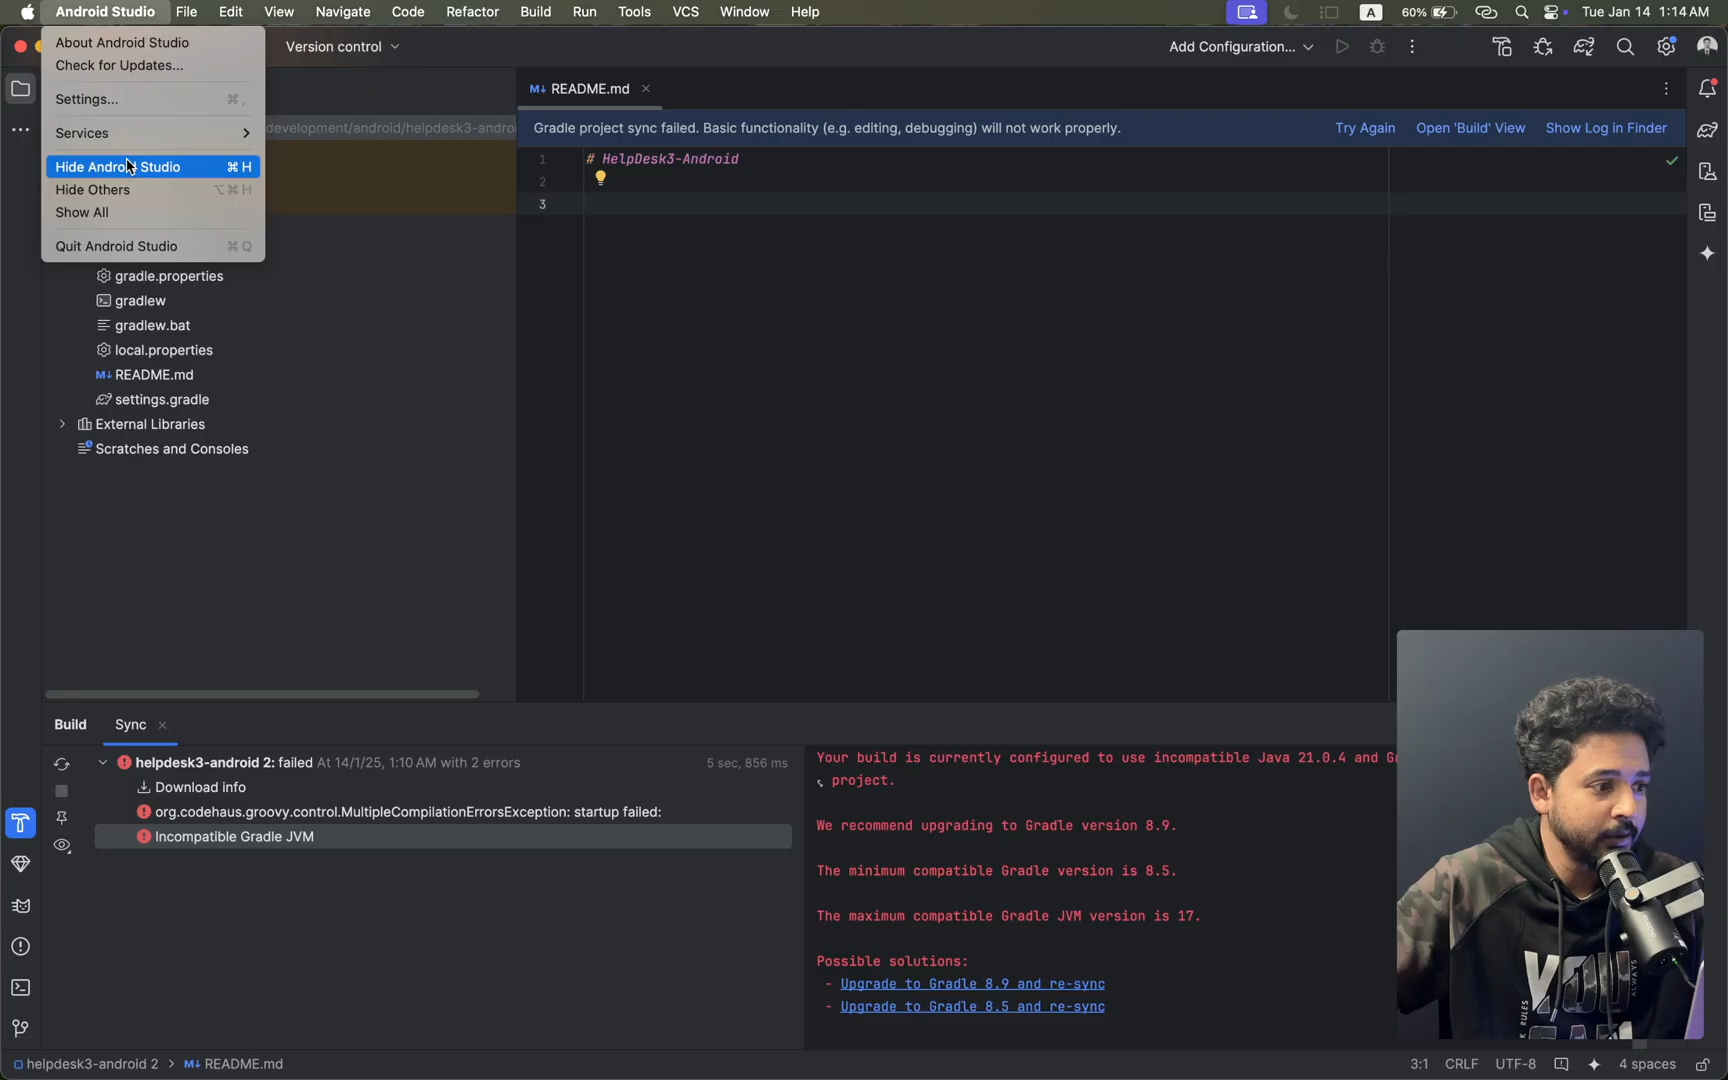 Android Studio File Edit View Navigate Code Refactor Build Run Tools VCS Window Help A 60% Tue Jan 14 1:14 AM
About Android Studio
Check for Updates...
Settings... ⌘ ,
Services
Hide Android Studio ⌘ H
Hide Others ⌥⌘ H
Show All
Quit Android Studio ⌘ Q
Version control
Add Configuration...
development/android/helpdesk3-andro
gradle.properties
gradlew
gradlew.bat
local.properties
M↓ README.md
settings.gradle
External Libraries
Scratches and Consoles
M↓ README.md
Gradle project sync failed. Basic functionality (e.g. editing, debugging) will not work properly. Try Again Open 'Build' View Show Log in Finder
1 # HelpDesk3-Android
2
3
Build Sync
helpdesk3-android 2: failed At 14/1/25, 1:10 AM with 2 errors 5 sec, 856 ms
Download info
org.codehaus.groovy.control.MultipleCompilationErrorsException: startup failed:
Incompatible Gradle JVM
Your build is currently configured to use incompatible Java 21.0.4 and Gr
project.
We recommend upgrading to Gradle version 8.9.
The minimum compatible Gradle version is 8.5.
The maximum compatible Gradle JVM version is 17.
Possible solutions:
- Upgrade to Gradle 8.9 and re-sync
- Upgrade to Gradle 8.5 and re-sync
YOU
ALWAYS
RULES
helpdesk3-android 2 > M↓ README.md
3:1 CRLF UTF-8 4 spaces